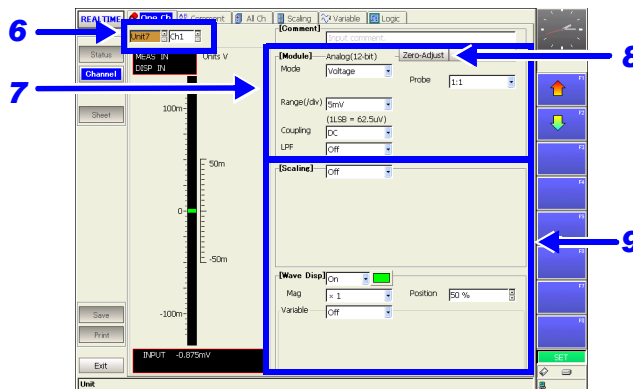 REALTIME One Ch Comment All Ch Scaling Variable Logic
6
Unit7 Ch1
[Comment]
Input comment.
Status
MEAS IN
DISP IN
Units V
[Module] Analog(12-bit) Zero-Adjust
8
Channel
Mode Voltage
Probe 1:1
F1
7
Sheet
100m
Range(/div) 5mV
(1LSB = 62.5uV)
F2
Coupling DC
F3
LPF Off
50m
[Scaling] Off
F4
0
F5
9
F6
-50m
[Wave Disp] On
F7
Mag × 1
Position 50 %
Save
-100m
Variable Off
F8
Print
INPUT -0.875mV
SET
Exit
Unit